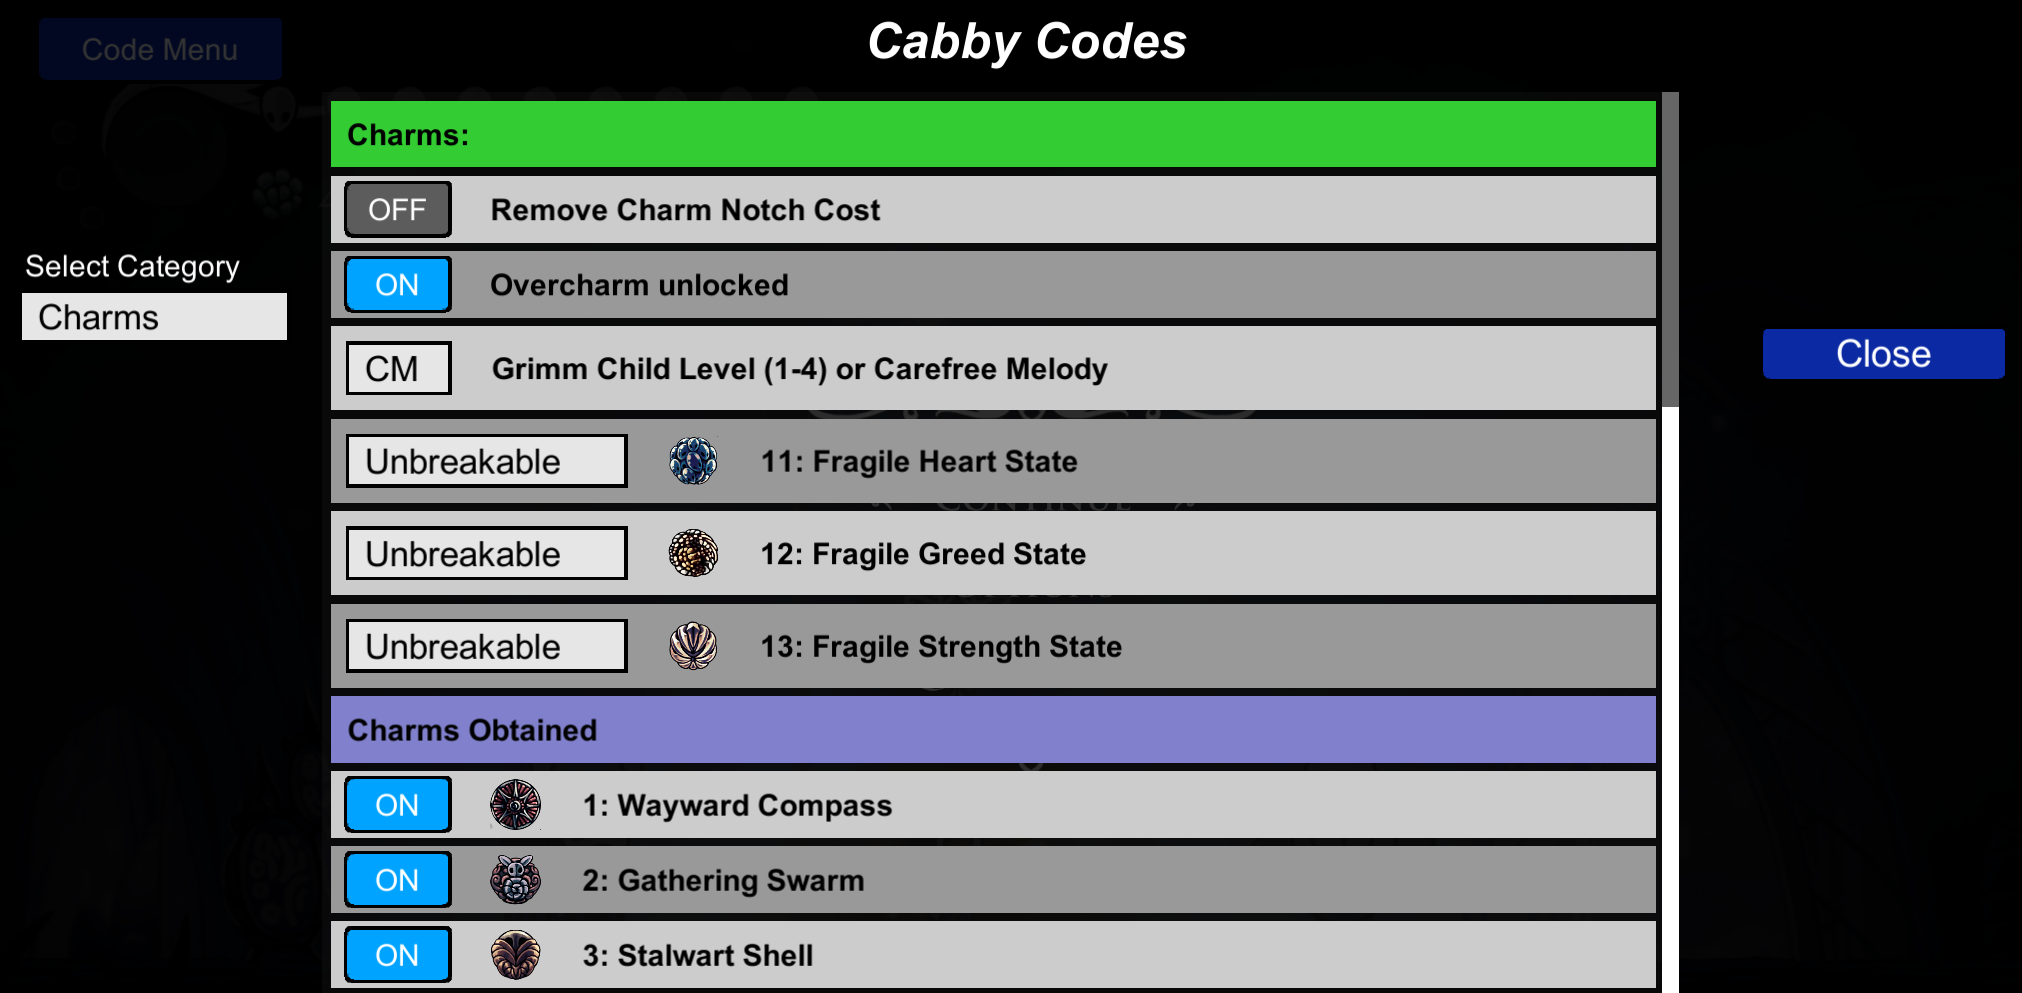 Code Menu
Cabby Codes
Select Category
Charms
Charms:
OFF Remove Charm Notch Cost
ON Overcharm unlocked
CM Grimm Child Level (1-4) or Carefree Melody
Unbreakable 11: Fragile Heart State
CONTINUE
Unbreakable 12: Fragile Greed State
Unbreakable 13: Fragile Strength State
Charms Obtained
ON 1: Wayward Compass
ON 2: Gathering Swarm
ON 3: Stalwart Shell
Close